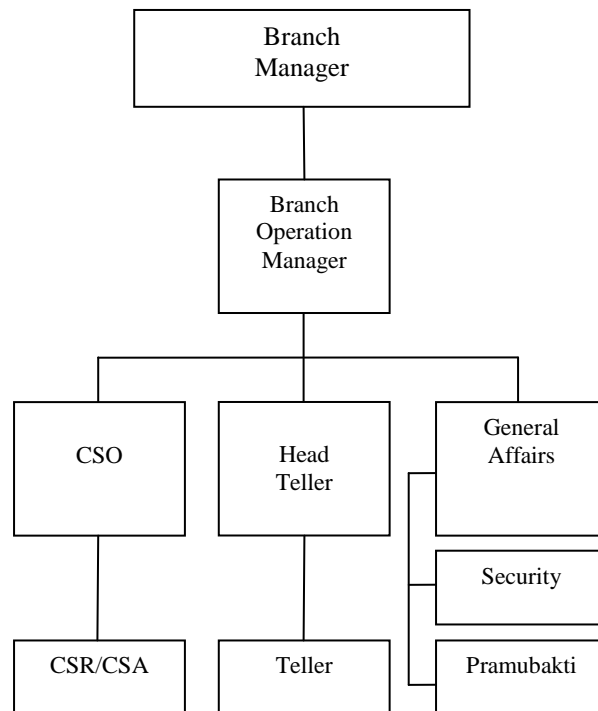 Branch
Manager
Branch
Operation
Manager
CSO
Head
Teller
General
Affairs
Security
CSR/CSA
Teller
Pramubakti